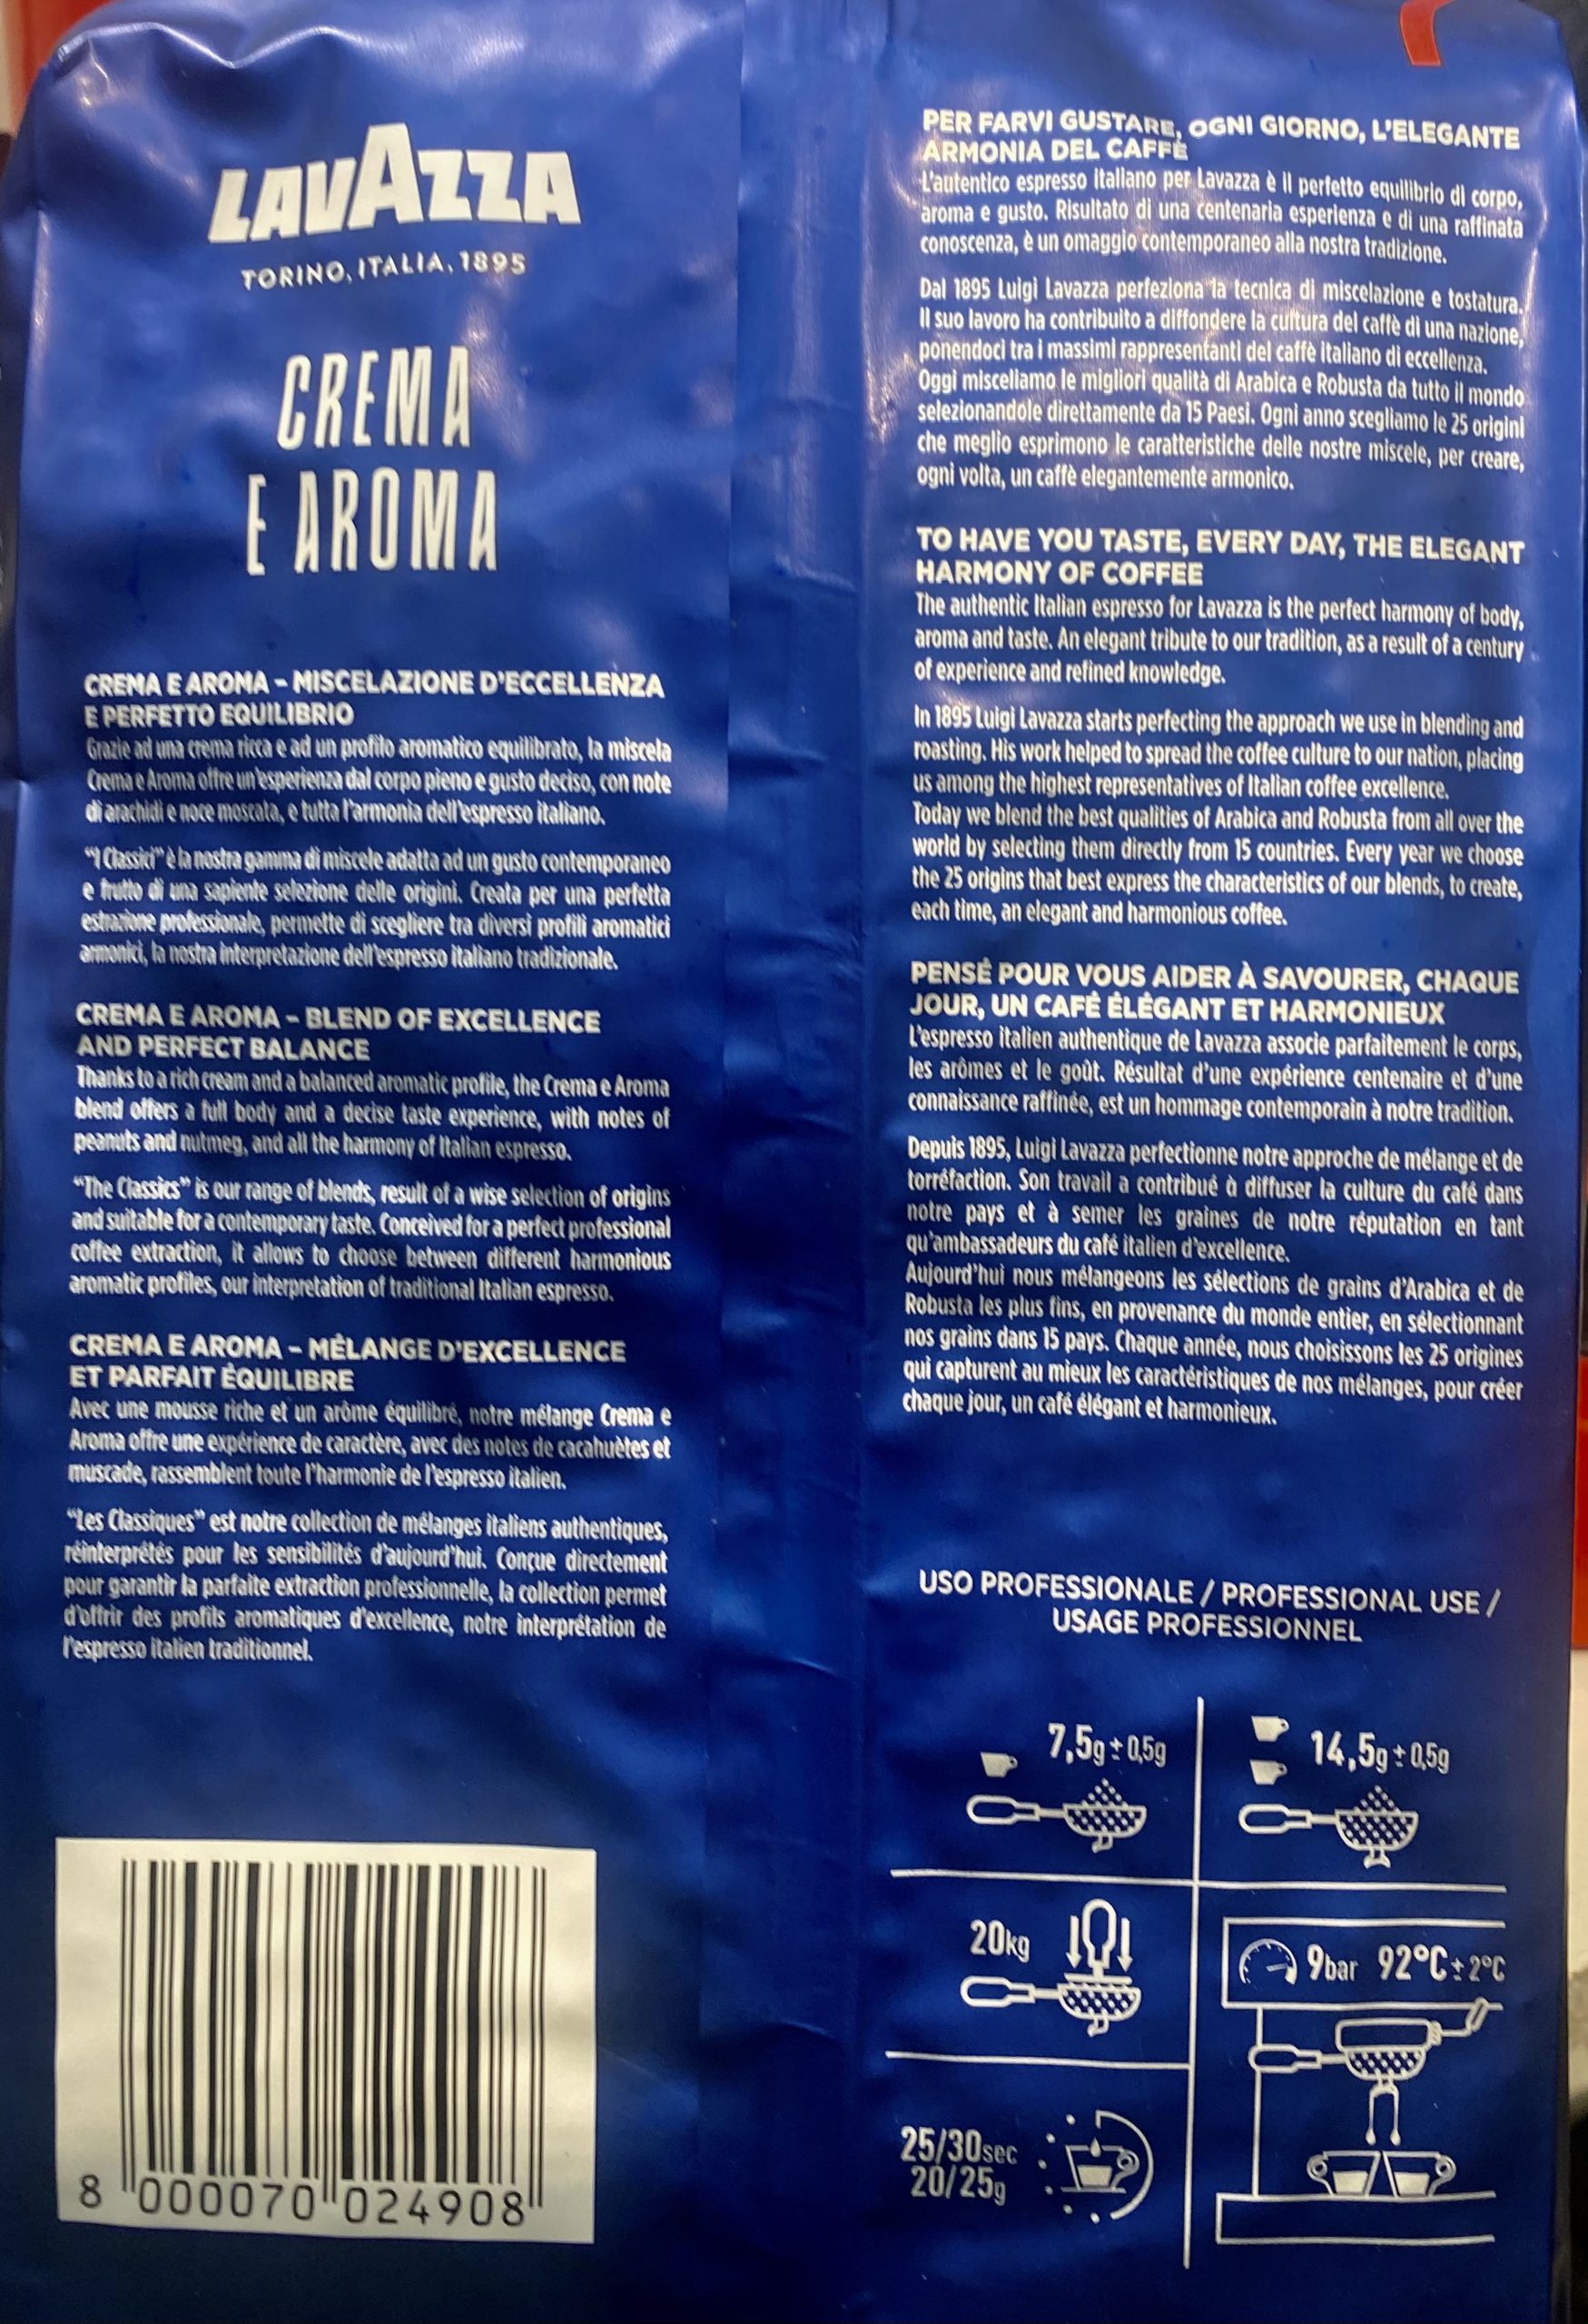 LAVAZZA
TORINO, ITALIA, 1895
CREMA
E AROMA
CREMA E AROMA – MISCELAZIONE D'ECCELLENZA
E PERFETTO EQUILIBRIO
Grazie ad una crema ricca e ad un profilo aromatico equilibrato, la miscela
Crema e Aroma offre un'esperienza dal corpo pieno e gusto deciso, con note
di arachidi e noce moscata, e tutta l'armonia dell'espresso italiano.
"I Classici" è la nostra gamma di miscele adatta ad un gusto contemporaneo
e frutto di una sapiente selezione delle origini. Creata per una perfetta
estrazione professionale, permette di scegliere tra diversi profili aromatici
armonici, la nostra interpretazione dell'espresso italiano tradizionale.
CREMA E AROMA – BLEND OF EXCELLENCE
AND PERFECT BALANCE
Thanks to a rich cream and a balanced aromatic profile, the Crema e Aroma
blend offers a full body and a decise taste experience, with notes of
peanuts and nutmeg, and all the harmony of Italian espresso.
"The Classics" is our range of blends, result of a wise selection of origins
and suitable for a contemporary taste. Conceived for a perfect professional
coffee extraction, it allows to choose between different harmonious
aromatic profiles, our interpretation of traditional Italian espresso.
CREMA E AROMA – MÉLANGE D'EXCELLENCE
ET PARFAIT ÉQUILIBRE
Avec une mousse riche et un arôme équilibré, notre mélange Crema e
Aroma offre une expérience de caractère, avec des notes de cacahuètes et
muscade, rassemblent toute l'harmonie de l'espresso italien.
"Les Classiques" est notre collection de mélanges italiens authentiques,
réinterprétés pour les sensibilités d'aujourd'hui. Conçue directement
pour garantir la parfaite extraction professionnelle, la collection permet
d'offrir des profils aromatiques d'excellence, notre interprétation de
l'espresso italien traditionnel.
8 000070 024908
PER FARVI GUSTARE, OGNI GIORNO, L'ELEGANTE
ARMONIA DEL CAFFÈ
L'autentico espresso italiano per Lavazza è il perfetto equilibrio di corpo,
aroma e gusto. Risultato di una centenaria esperienza e di una raffinata
conoscenza, è un omaggio contemporaneo alla nostra tradizione.
Dal 1895 Luigi Lavazza perfeziona la tecnica di miscelazione e tostatura.
Il suo lavoro ha contribuito a diffondere la cultura del caffè di una nazione,
ponendoci tra i massimi rappresentanti del caffè italiano di eccellenza.
Oggi misceliamo le migliori qualità di Arabica e Robusta da tutto il mondo
selezionandole direttamente da 15 Paesi. Ogni anno scegliamo le 25 origini
che meglio esprimono le caratteristiche delle nostre miscele, per creare,
ogni volta, un caffè elegantemente armonico.
TO HAVE YOU TASTE, EVERY DAY, THE ELEGANT
HARMONY OF COFFEE
The authentic Italian espresso for Lavazza is the perfect harmony of body,
aroma and taste. An elegant tribute to our tradition, as a result of a century
of experience and refined knowledge.
In 1895 Luigi Lavazza starts perfecting the approach we use in blending and
roasting. His work helped to spread the coffee culture to our nation, placing
us among the highest representatives of Italian coffee excellence.
Today we blend the best qualities of Arabica and Robusta from all over the
world by selecting them directly from 15 countries. Every year we choose
the 25 origins that best express the characteristics of our blends, to create,
each time, an elegant and harmonious coffee.
PENSÉ POUR VOUS AIDER À SAVOURER, CHAQUE
JOUR, UN CAFÉ ÉLÉGANT ET HARMONIEUX
L'espresso italien authentique de Lavazza associe parfaitement le corps,
les arômes et le goût. Résultat d'une expérience centenaire et d'une
connaissance raffinée, est un hommage contemporain à notre tradition.
Depuis 1895, Luigi Lavazza perfectionne notre approche de mélange et de
torréfaction. Son travail a contribué à diffuser la culture du café dans
notre pays et à semer les graines de notre réputation en tant
qu'ambassadeurs du café italien d'excellence.
Aujourd'hui nous mélangeons les sélections de grains d'Arabica et de
Robusta les plus fins, en provenance du monde entier, en sélectionnant
nos grains dans 15 pays. Chaque année, nous choisissons les 25 origines
qui capturent au mieux les caractéristiques de nos mélanges, pour créer
chaque jour, un café élégant et harmonieux.
USO PROFESSIONALE / PROFESSIONAL USE /
USAGE PROFESSIONNEL
7,5g ± 0,5g
14,5g ± 0,5g
20kg
9bar 92°C ± 2°C
25/30sec
20/25g